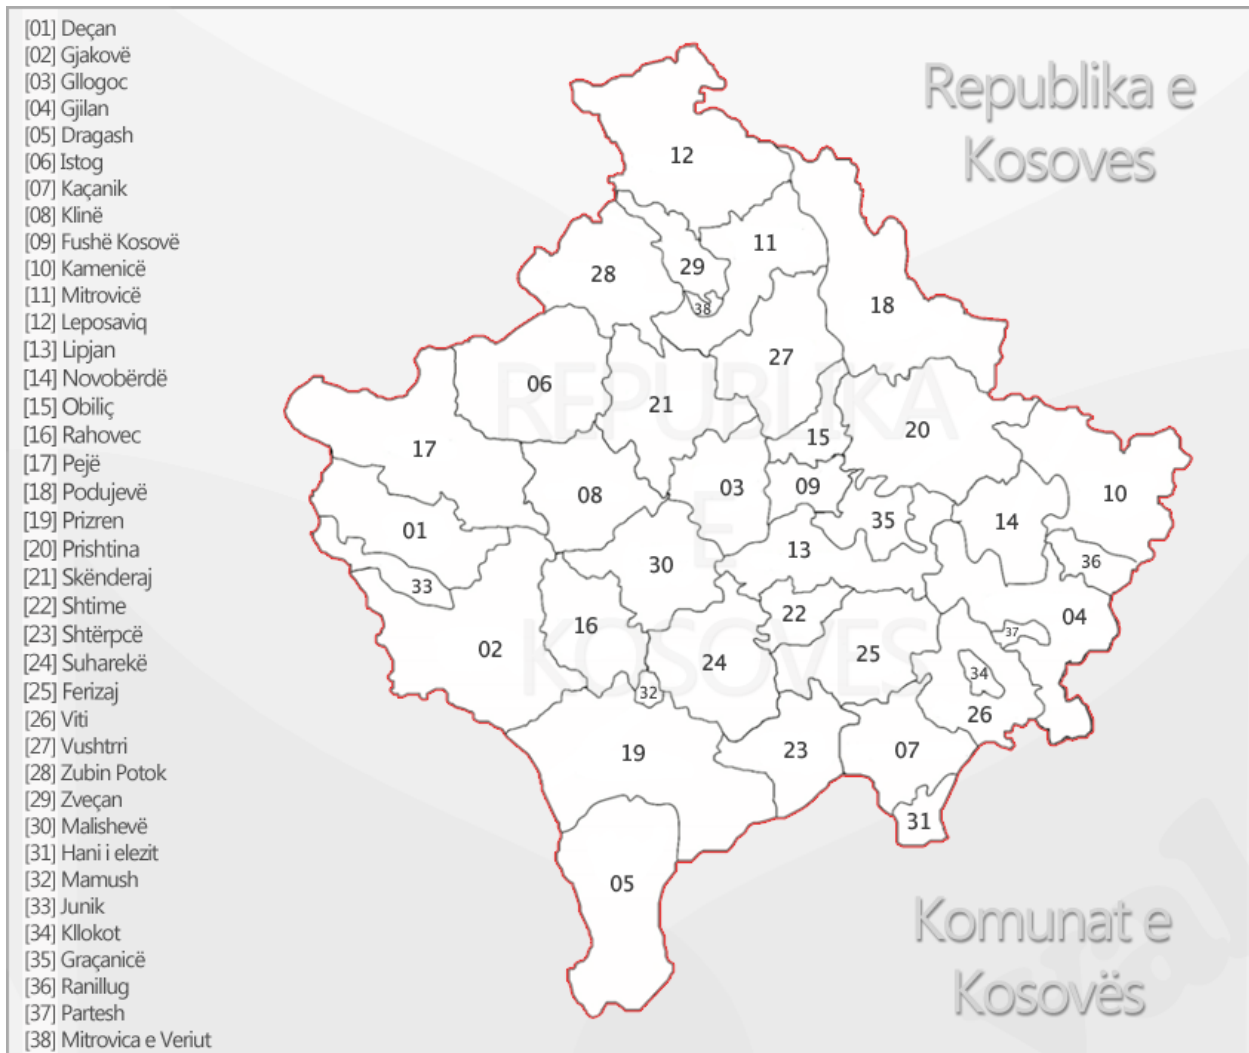 [01] Deçan
[02] Gjakovë
[03] Gllogoc
[04] Gjilan
[05] Dragash
[06] Istog
[07] Kaçanik
[08] Klinë
[09] Fushë Kosovë
[10] Kamenicë
[11] Mitrovicë
[12] Leposaviq
[13] Lipjan
[14] Novobërdë
[15] Obiliç
[16] Rahovec
[17] Pejë
[18] Podujevë
[19] Prizren
[20] Prishtina
[21] Skënderaj
[22] Shtime
[23] Shtërpcë
[24] Suharekë
[25] Ferizaj
[26] Viti
[27] Vushtrri
[28] Zubin Potok
[29] Zveçan
[30] Malishevë
[31] Hani i elezit
[32] Mamush
[33] Junik
[34] Kllokot
[35] Graçanicë
[36] Ranillug
[37] Partesh
[38] Mitrovica e Veriut
Republika e
Kosoves
12
11
29
28
38
18
27
06
21
20
15
17
03
09
08
10
14
35
01
13
36
30
33
22
04
16
37
02
25
24
34
32
26
19
23
07
31
05
REPUBLIKA
E
KOSOVES
Komunat e
Kosovës